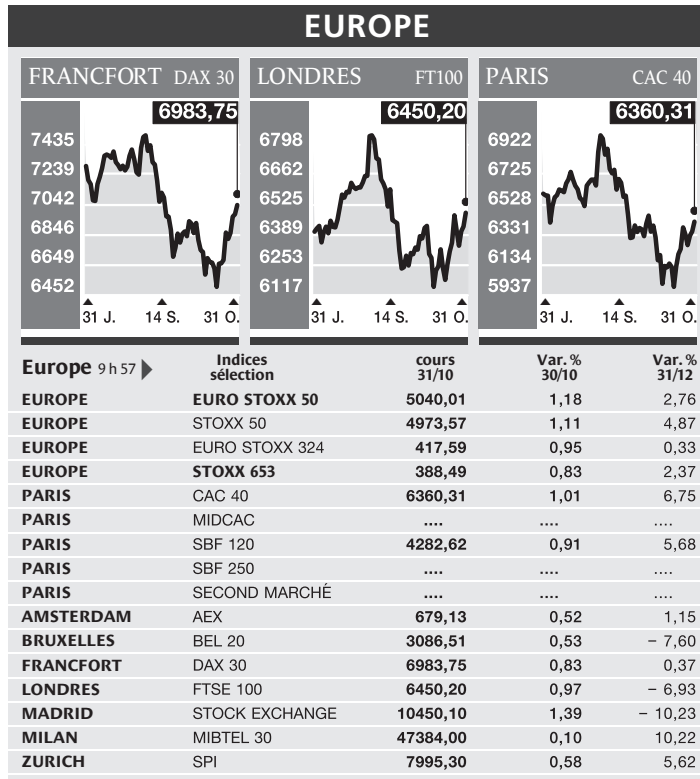 EUROPE
FRANCFORT DAX 30
6983,75
7435
7239
7042
6846
6649
6452
31 J. 14 S. 31 O.
LONDRES FT100
6450,20
6798
6662
6525
6389
6253
6117
31 J. 14 S. 31 O.
PARIS CAC 40
6360,31
6922
6725
6528
6331
6134
5937
31 J. 14 S. 31 O.
Europe 9 h 57 Indices sélection cours 31/10 Var. % 30/10 Var. % 31/12
EUROPE EURO STOXX 50 5040,01 1,18 2,76
EUROPE STOXX 50 4973,57 1,11 4,87
EUROPE EURO STOXX 324 417,59 0,95 0,33
EUROPE STOXX 653 388,49 0,83 2,37
PARIS CAC 40 6360,31 1,01 6,75
PARIS MIDCAC .... .... ....
PARIS SBF 120 4282,62 0,91 5,68
PARIS SBF 250 .... .... ....
PARIS SECOND MARCHÉ .... .... ....
AMSTERDAM AEX 679,13 0,52 1,15
BRUXELLES BEL 20 3086,51 0,53 – 7,60
FRANCFORT DAX 30 6983,75 0,83 0,37
LONDRES FTSE 100 6450,20 0,97 – 6,93
MADRID STOCK EXCHANGE 10450,10 1,39 – 10,23
MILAN MIBTEL 30 47384,00 0,10 10,22
ZURICH SPI 7995,30 0,58 5,62